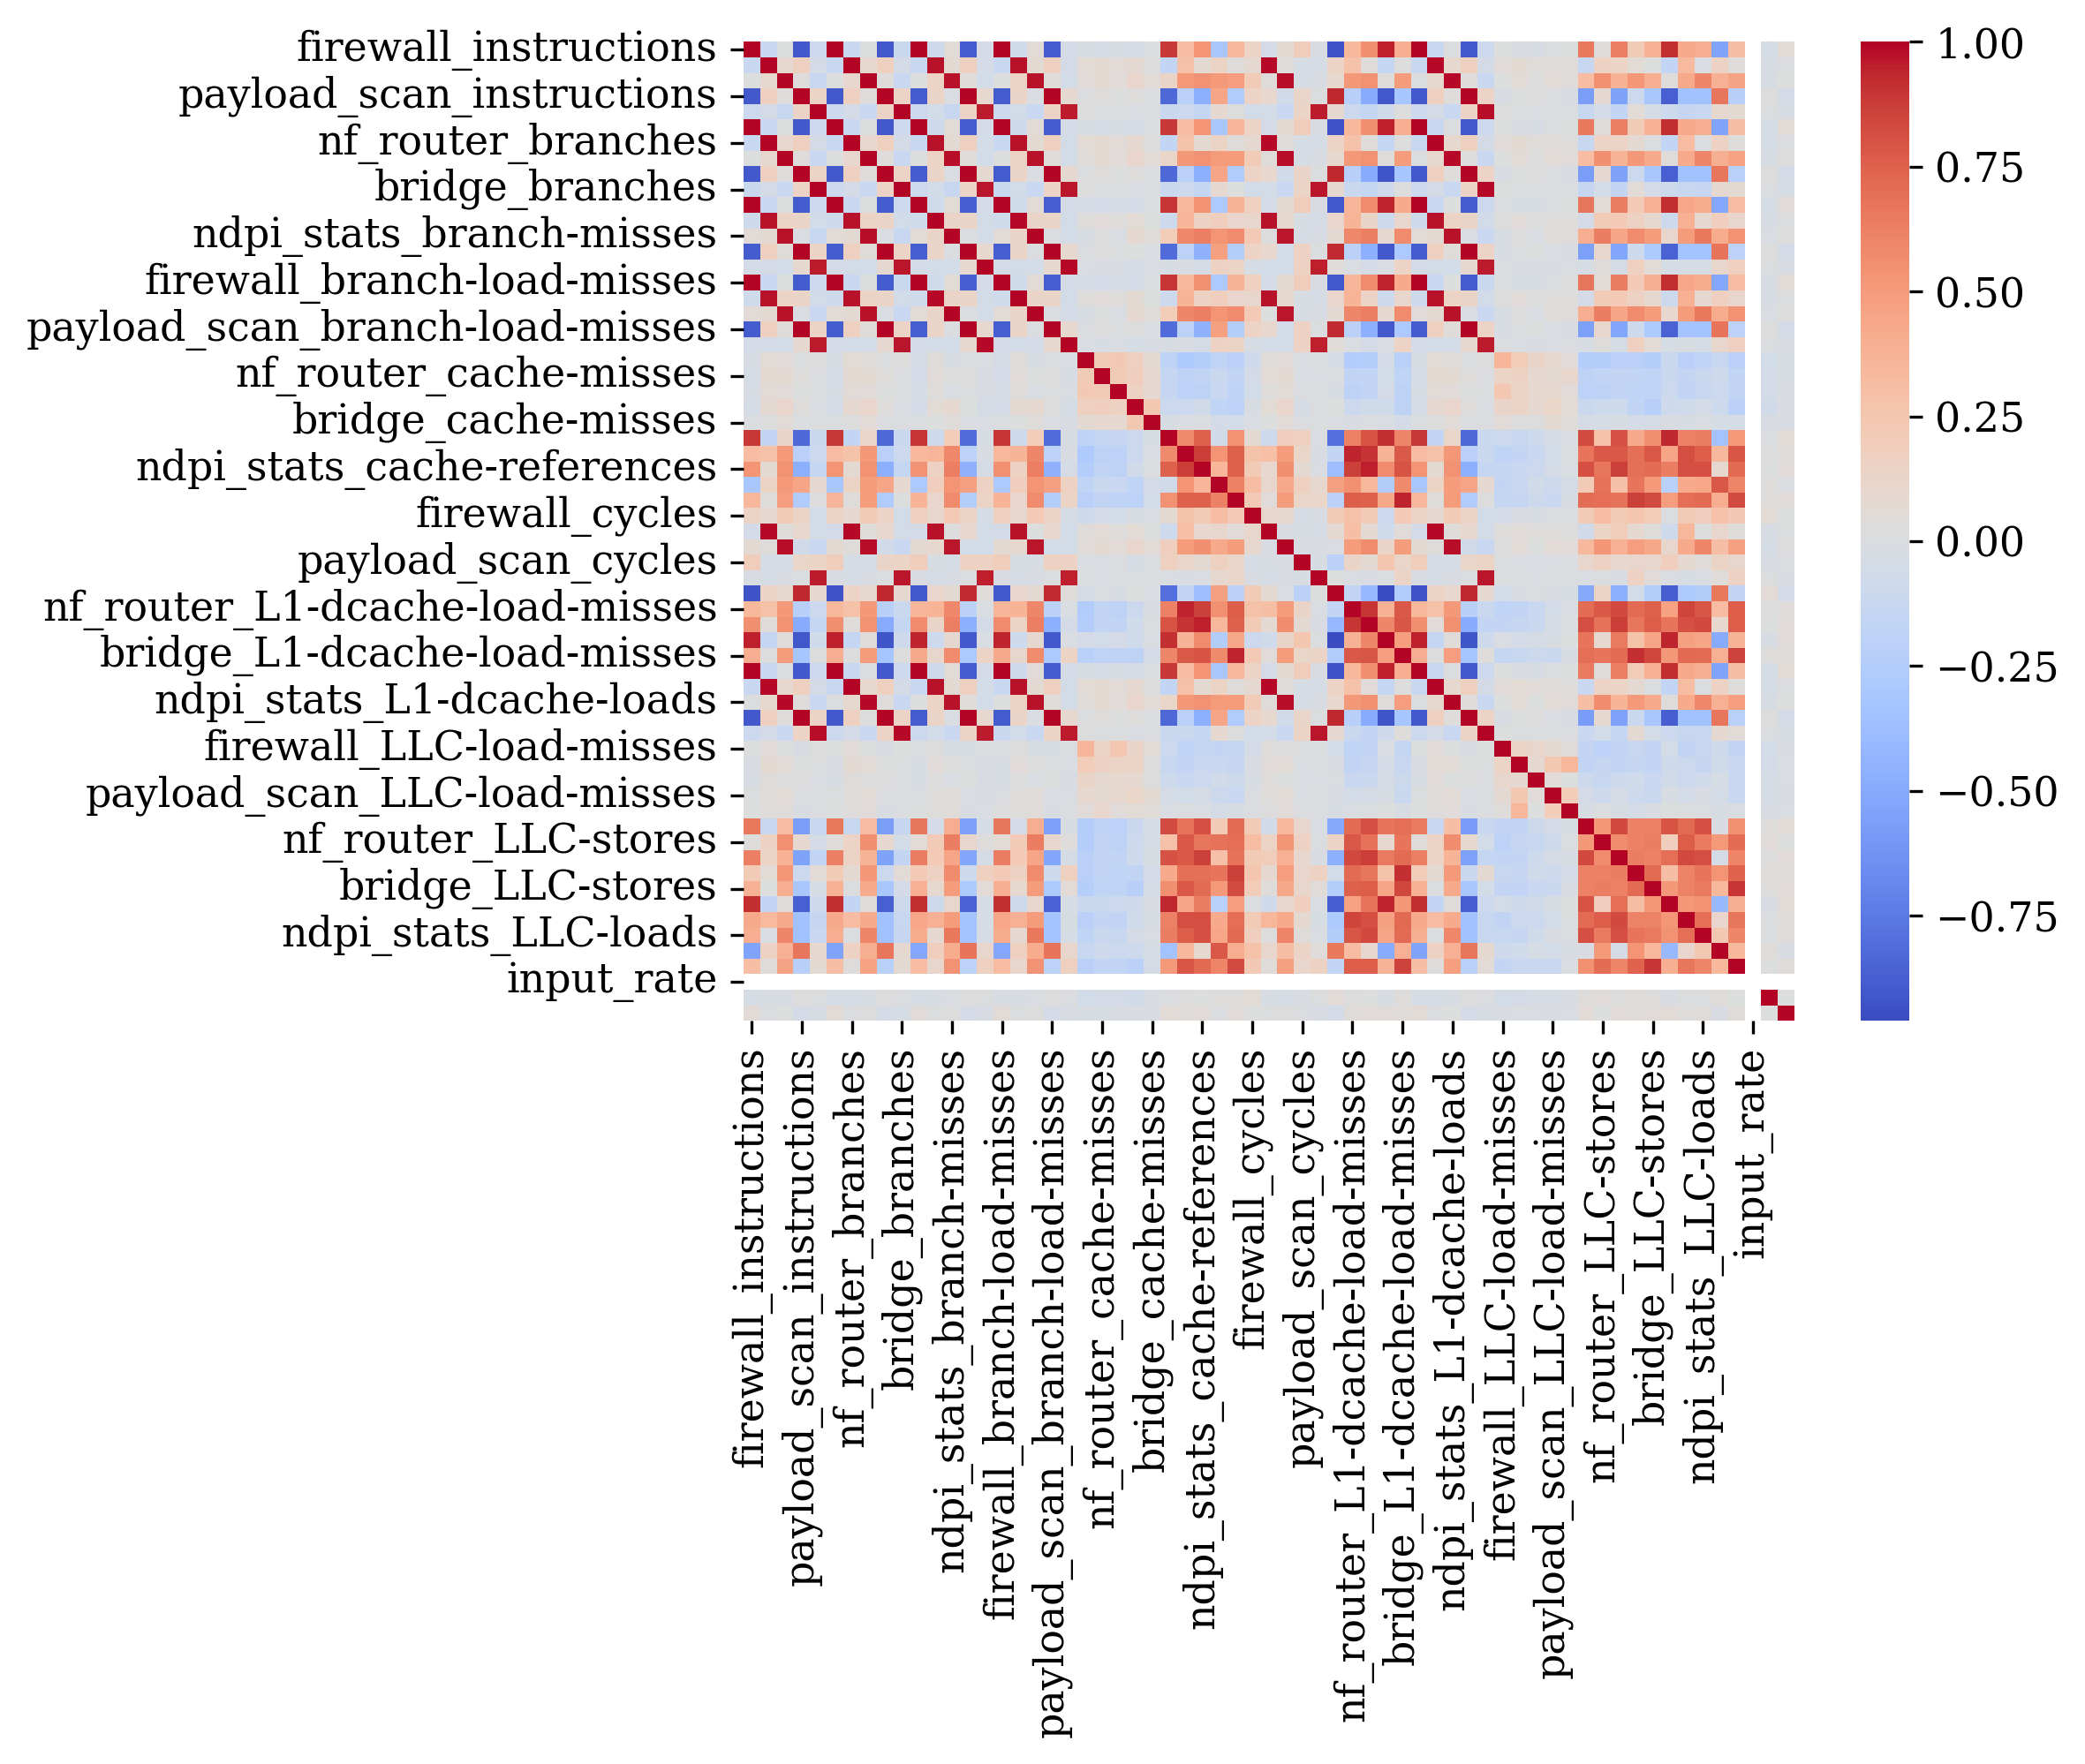 firewall_instructions
payload_scan_instructions
nf_router_branches
bridge_branches
ndpi_stats_branch-misses
firewall_branch-load-misses
payload_scan_branch-load-misses
nf_router_cache-misses
bridge_cache-misses
ndpi_stats_cache-references
firewall_cycles
payload_scan_cycles
nf_router_L1-dcache-load-misses
bridge_L1-dcache-load-misses
ndpi_stats_L1-dcache-loads
firewall_LLC-load-misses
payload_scan_LLC-load-misses
nf_router_LLC-stores
bridge_LLC-stores
ndpi_stats_LLC-loads
input_rate
firewall_instructions
payload_scan_instructions
nf_router_branches
bridge_branches
ndpi_stats_branch-misses
firewall_branch-load-misses
payload_scan_branch-load-misses
nf_router_cache-misses
bridge_cache-misses
ndpi_stats_cache-references
firewall_cycles
payload_scan_cycles
nf_router_L1-dcache-load-misses
bridge_L1-dcache-load-misses
ndpi_stats_L1-dcache-loads
firewall_LLC-load-misses
payload_scan_LLC-load-misses
nf_router_LLC-stores
bridge_LLC-stores
ndpi_stats_LLC-loads
input_rate
1.00
0.75
0.50
0.25
0.00
−0.25
−0.50
−0.75